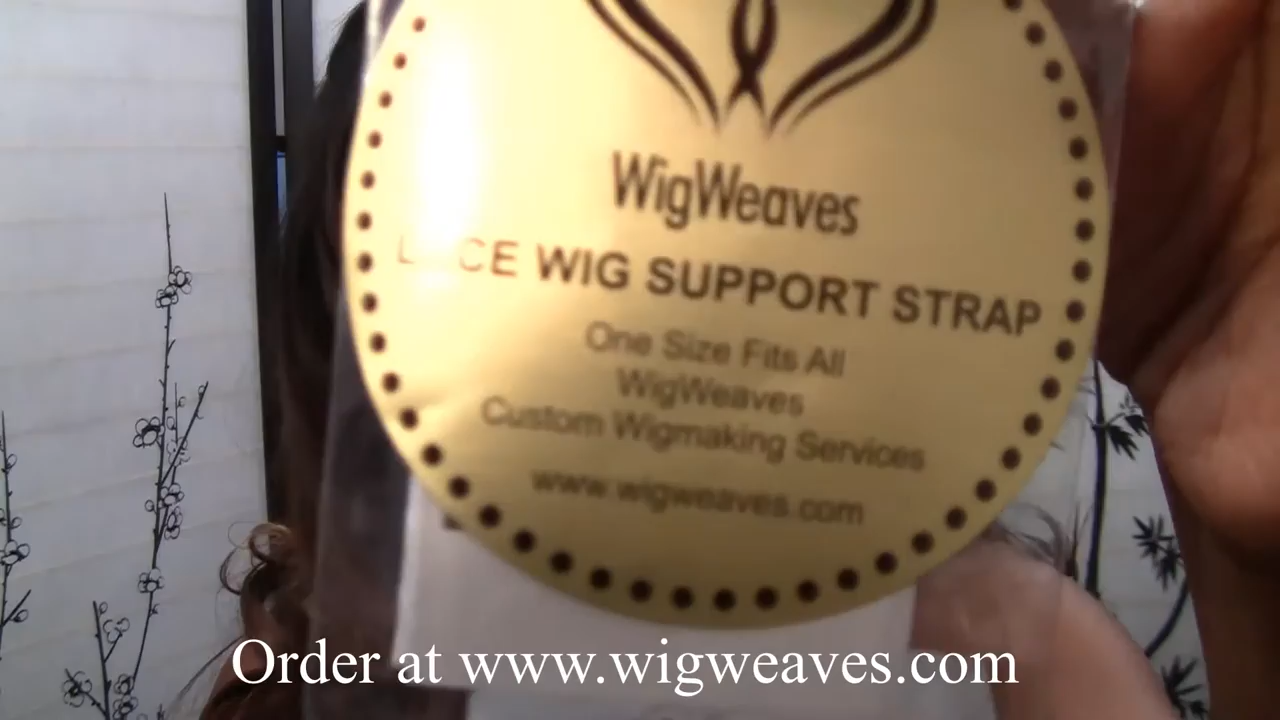 WigWeaves
LACE WIG SUPPORT STRAP
One Size Fits All
WigWeaves
Custom Wigmaking Services
www.wigweaves.com
Order at www.wigweaves.com